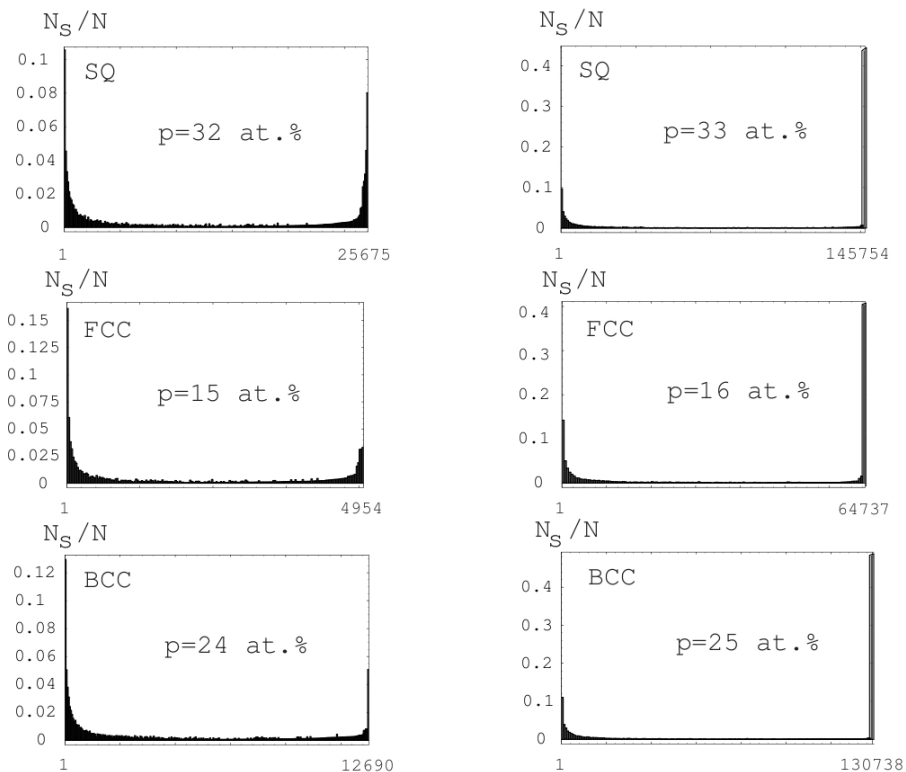 N_S/N
0.1
SQ
0.08
p=32 at.%
0.06
0.04
0.02
0
1 25675
N_S/N
0.4
SQ
0.3
p=33 at.%
0.2
0.1
0
1 145754
N_S/N
0.15
FCC
0.125
0.1
p=15 at.%
0.075
0.05
0.025
0
1 4954
N_S/N
0.4
FCC
0.3
p=16 at.%
0.2
0.1
0
1 64737
N_S/N
0.12
BCC
0.1
0.08
p=24 at.%
0.06
0.04
0.02
0
1 12690
N_S/N
0.4
BCC
0.3
p=25 at.%
0.2
0.1
0
1 130738